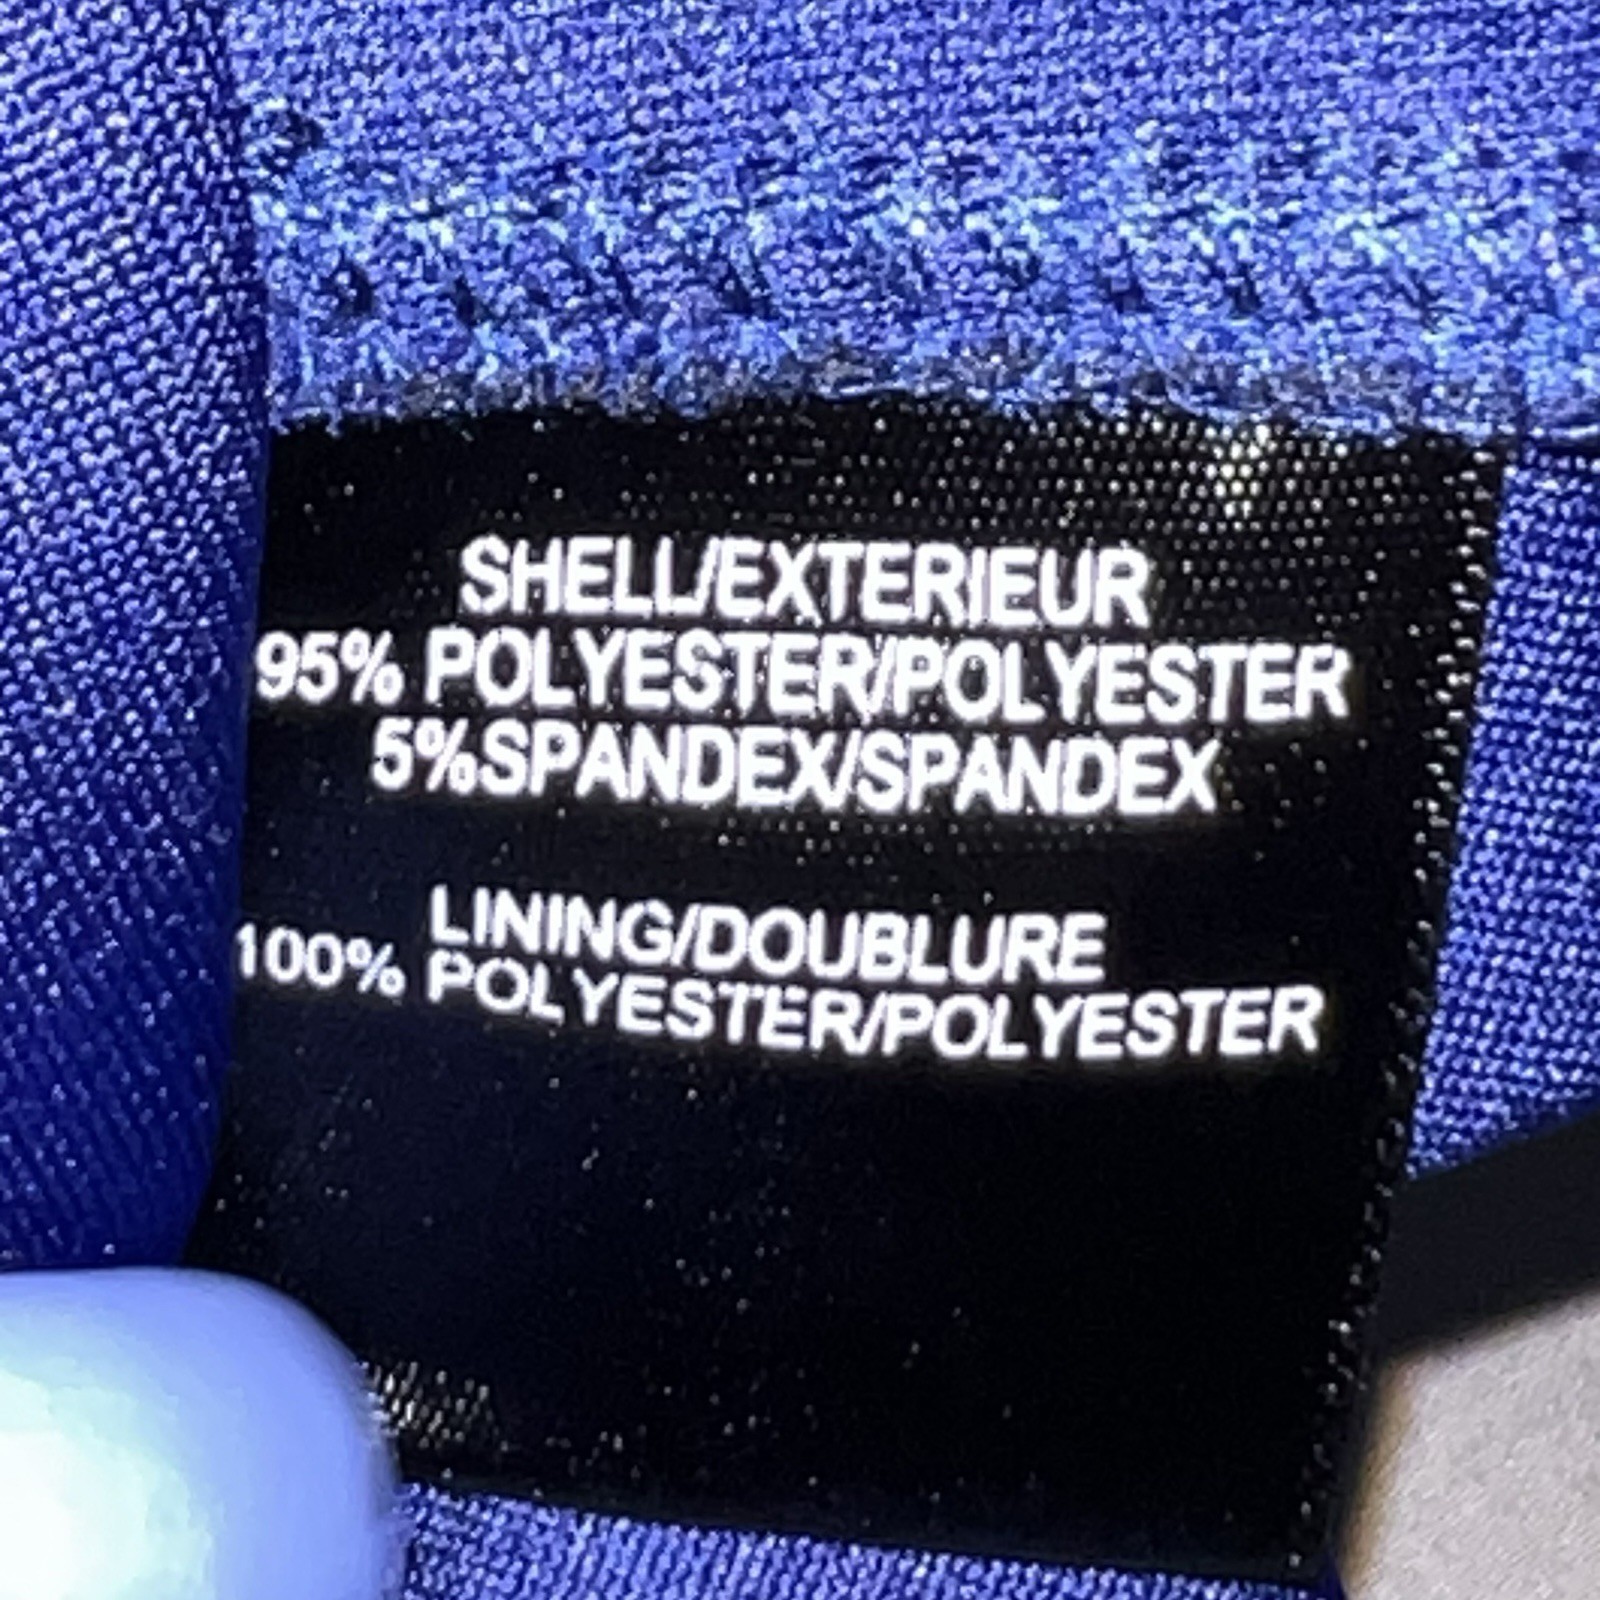 SHELL/EXTERIEUR
95% POLYESTER/POLYESTER
5%SPANDEX/SPANDEX
LINING/DOUBLURE
100% POLYESTER/POLYESTER